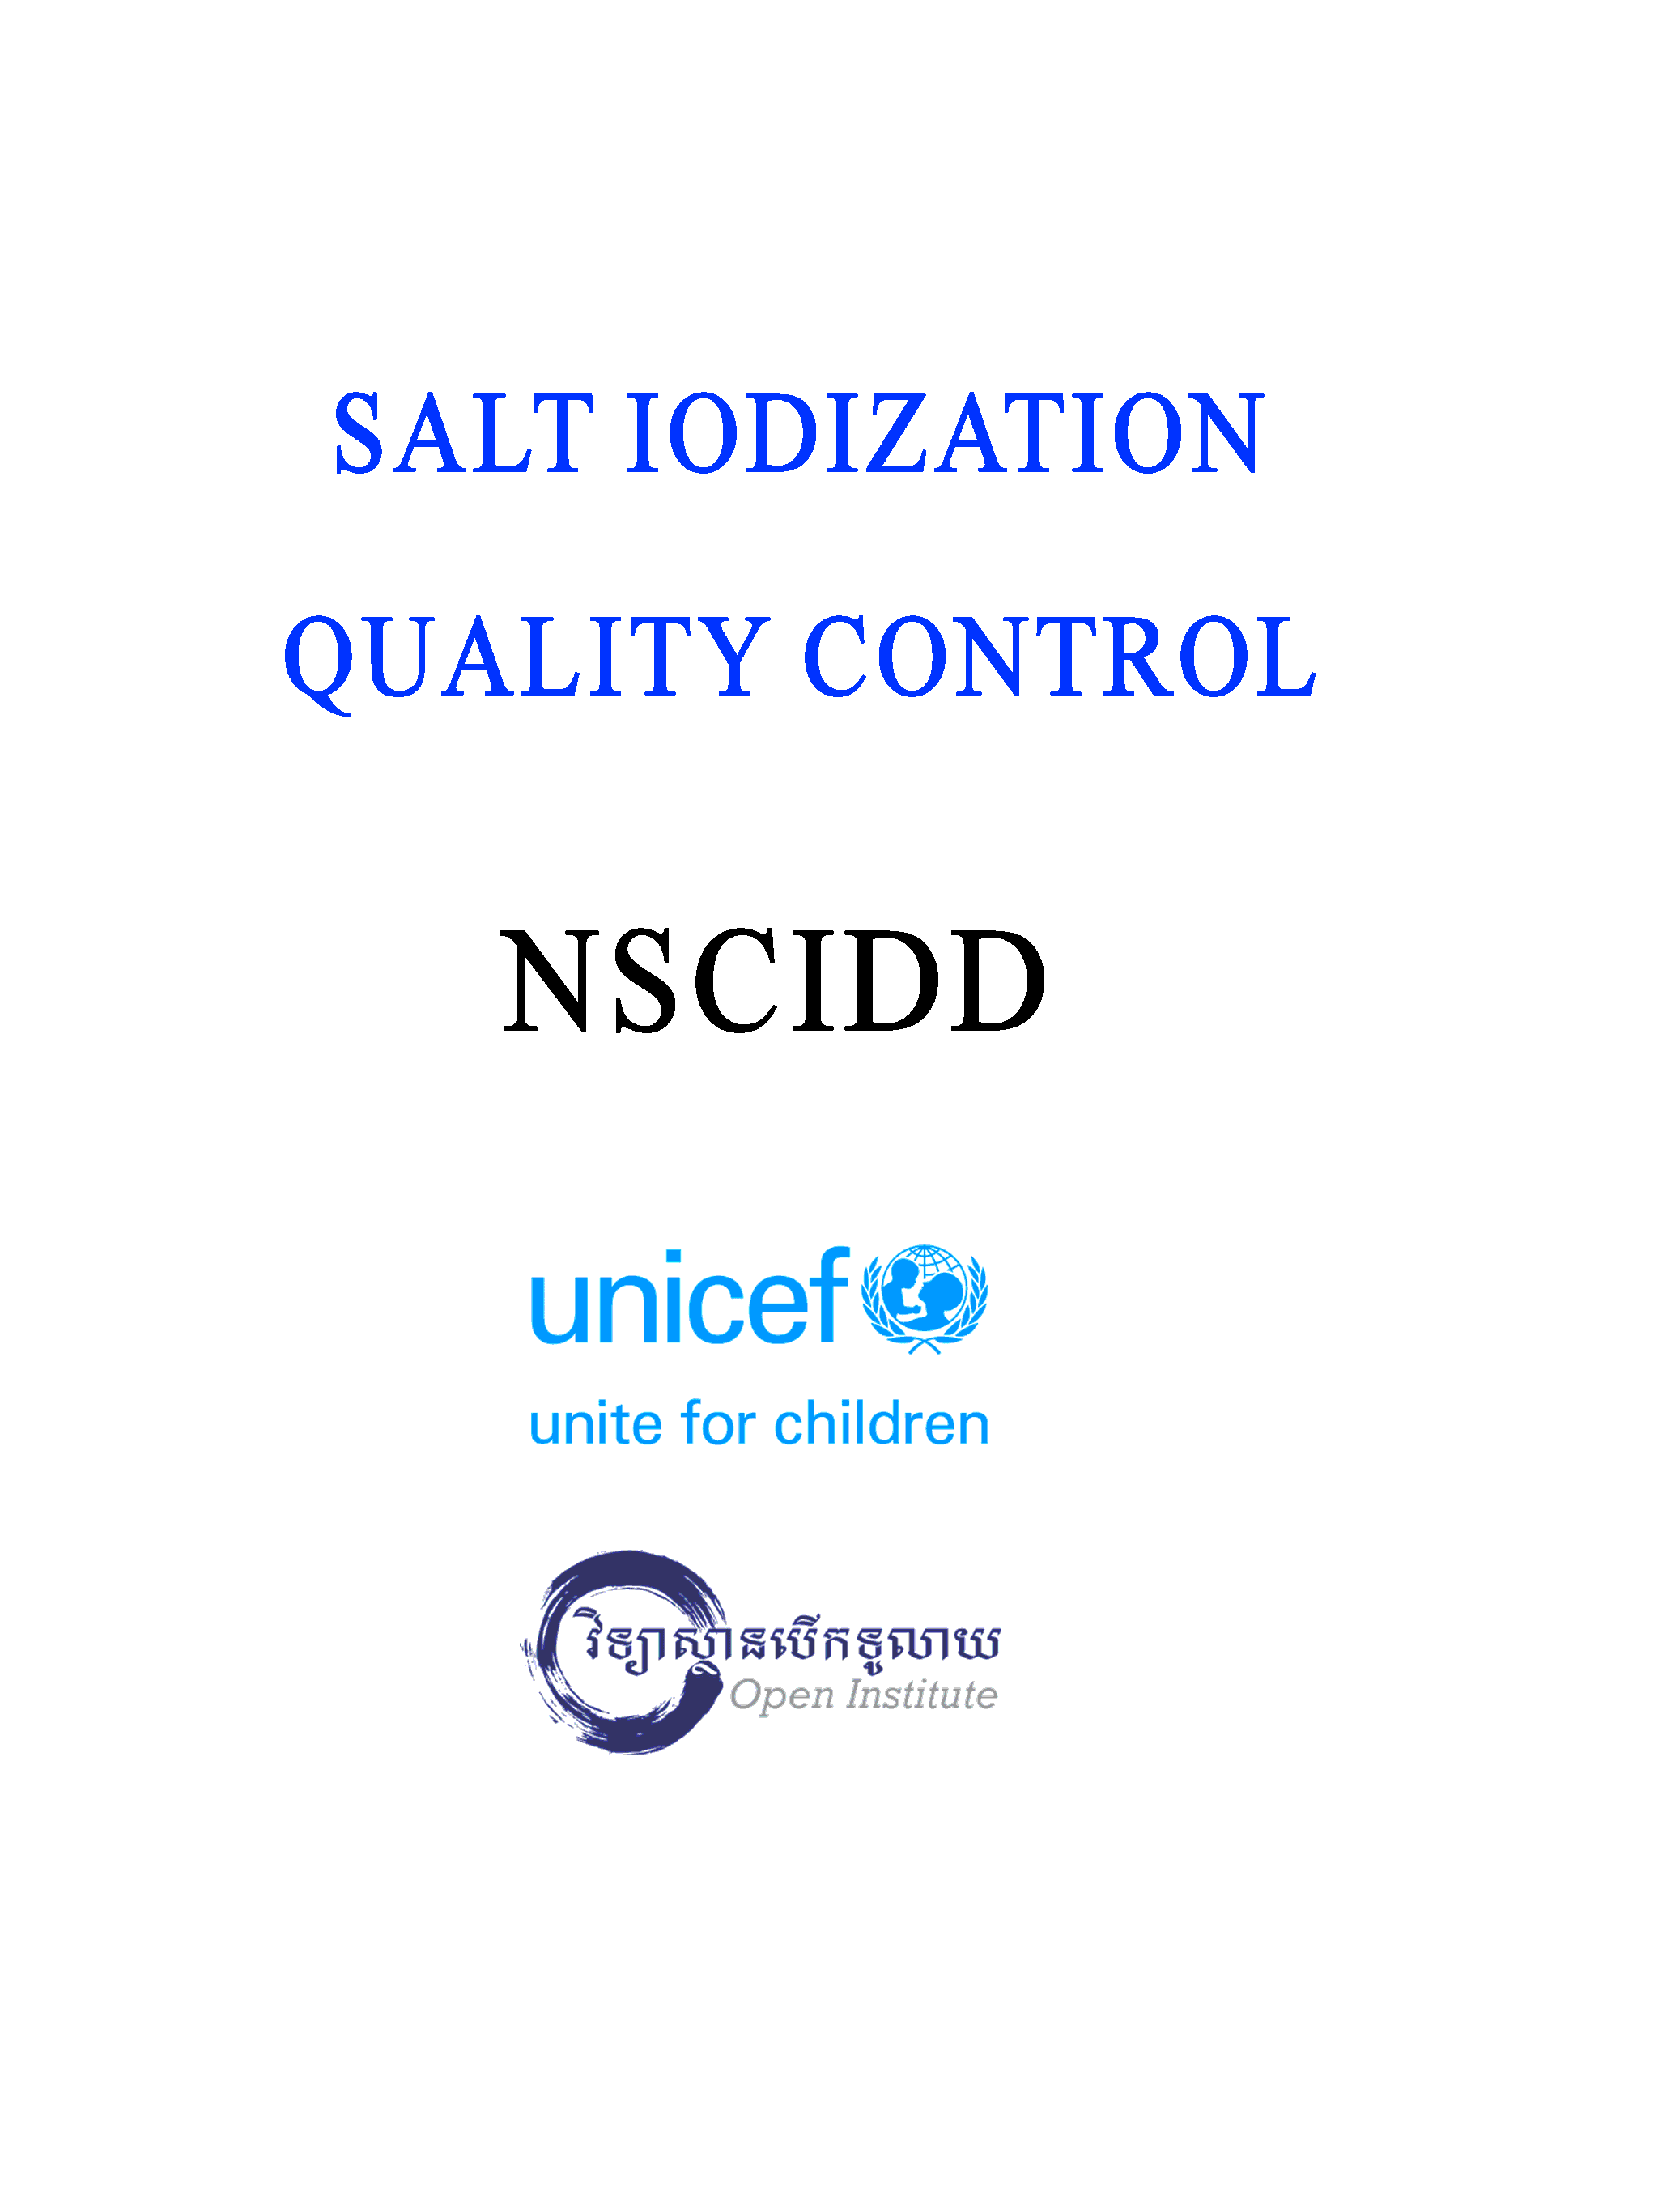 SALT IODIZATION
QUALITY CONTROL
NSCIDD
unicef
unite for children
វិទ្យាស្ថានបើកទូលាយ
Open Institute